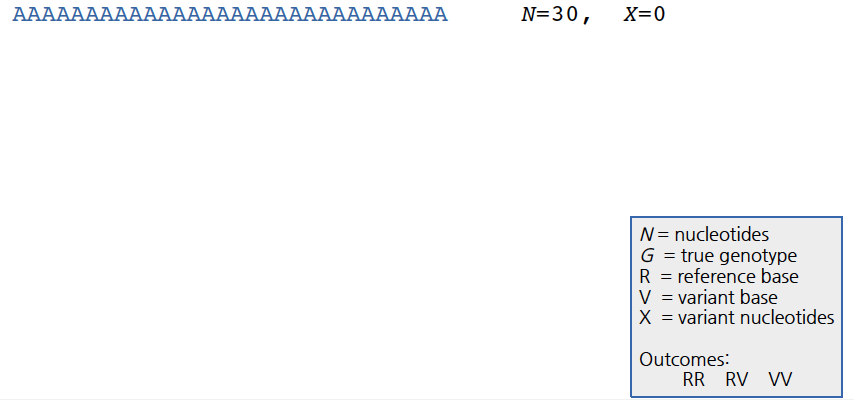 AAAAAAAAAAAAAAAAAAAAAAAAAAAAAA N=30, X=0
N = nucleotides
G = true genotype
R = reference base
V = variant base
X = variant nucleotides
Outcomes:
RR RV VV